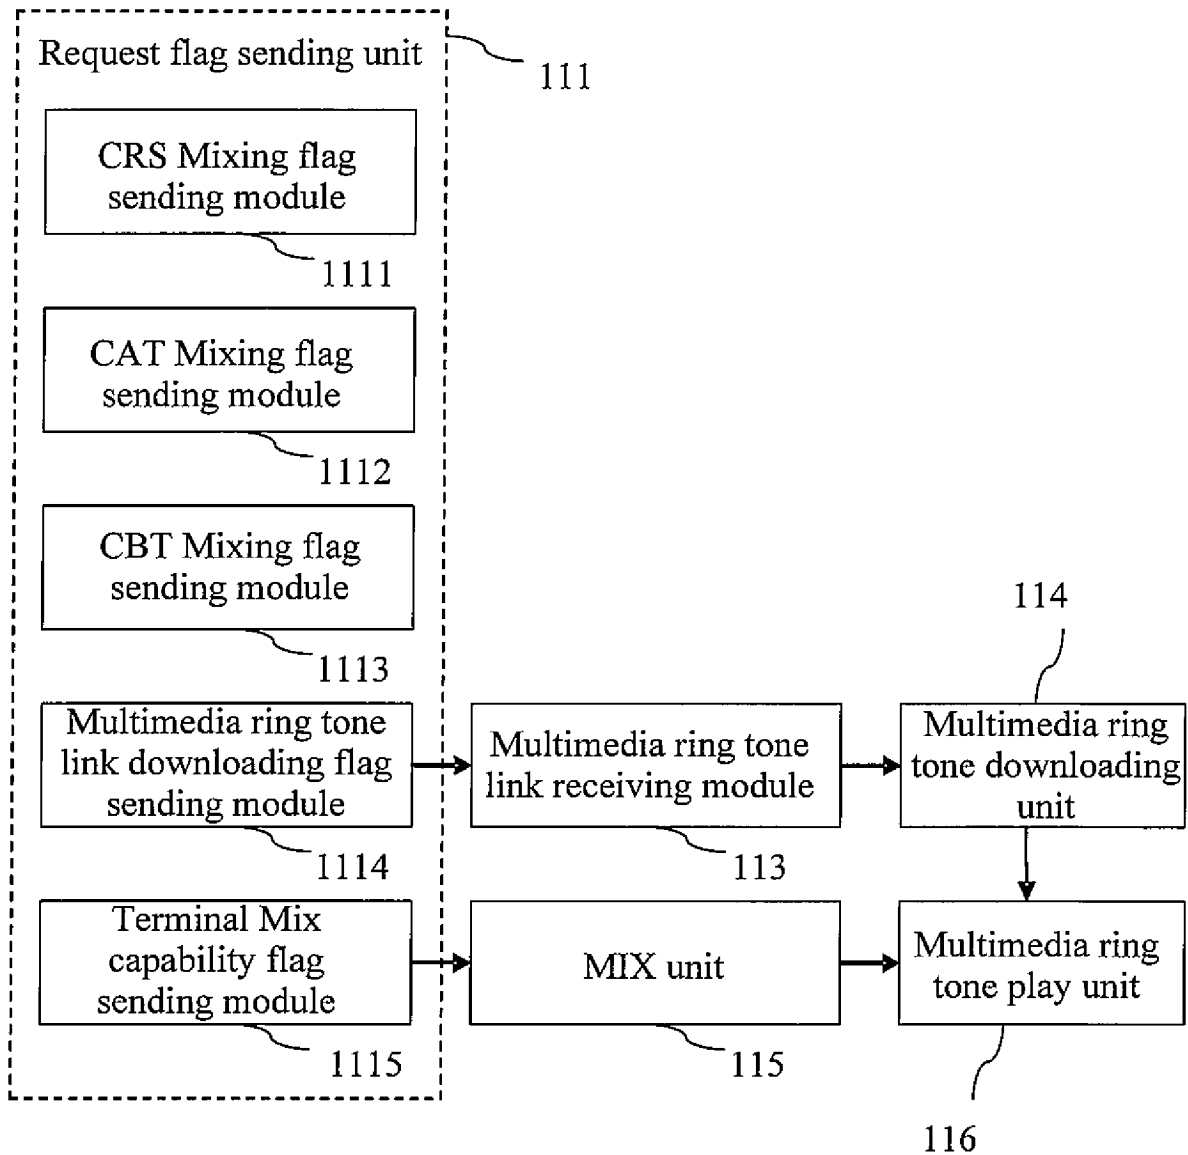 Request flag sending unit
111
CRS Mixing flag
sending module
1111
CAT Mixing flag
sending module
1112
CBT Mixing flag
sending module
1113
114
Multimedia ring tone
link downloading flag
sending module
1114
Multimedia ring tone
link receiving module
113
Multimedia ring
tone downloading
unit
Terminal Mix
capability flag
sending module
1115
MIX unit
115
Multimedia ring
tone play unit
116